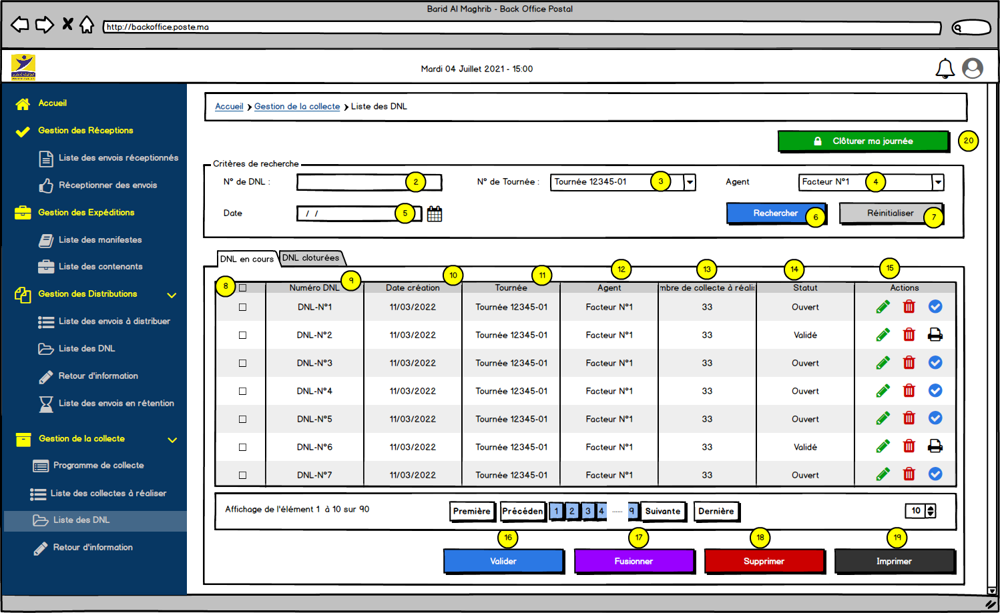 Barid Al Maghrib - Back Office Postal
http://backoffice.poste.ma
Mardi 04 Juillet 2021 - 15:00
Accueil
Gestion des Réceptions
Liste des envois réceptionnés
Réceptionner des envois
Gestion des Expéditions
Liste des manifestes
Liste des contenants
Gestion des Distributions
Liste des envois à distribuer
Liste des DNL
Retour d'information
Liste des envois en rétention
Gestion de la collecte
Programme de collecte
Liste des collectes à réaliser
Liste des DNL
Retour d'information
Accueil > Gestion de la collecte > Liste des DNL
Clôturer ma journée 20
Critères de recherche
N° de DNL : 2 N° de Tournée : Tournée 12345-01 3 Agent Facteur N°1 4
Date / / 5 Rechercher 6 Réinitialiser 7
DNL en cours DNL cloturées
8 9 10 11 12 13 14 15
Numéro DNL Date création Tournée Agent mbre de collecte à réali Statut Actions
DNL-N°1 11/03/2022 Tournée 12345-01 Facteur N°1 33 Ouvert
DNL-N°2 11/03/2022 Tournée 12345-01 Facteur N°1 33 Validé
DNL-N°3 11/03/2022 Tournée 12345-01 Facteur N°1 33 Ouvert
DNL-N°4 11/03/2022 Tournée 12345-01 Facteur N°1 33 Ouvert
DNL-N°5 11/03/2022 Tournée 12345-01 Facteur N°1 33 Ouvert
DNL-N°6 11/03/2022 Tournée 12345-01 Facteur N°1 33 Validé
DNL-N°7 11/03/2022 Tournée 12345-01 Facteur N°1 33 Ouvert
Affichage de l'élément 1 à 10 sur 90 Première Précéden 1 2 3 4 ...... 9 Suivante Dernière 10
16 17 18 19
Valider Fusionner Supprimer Imprimer